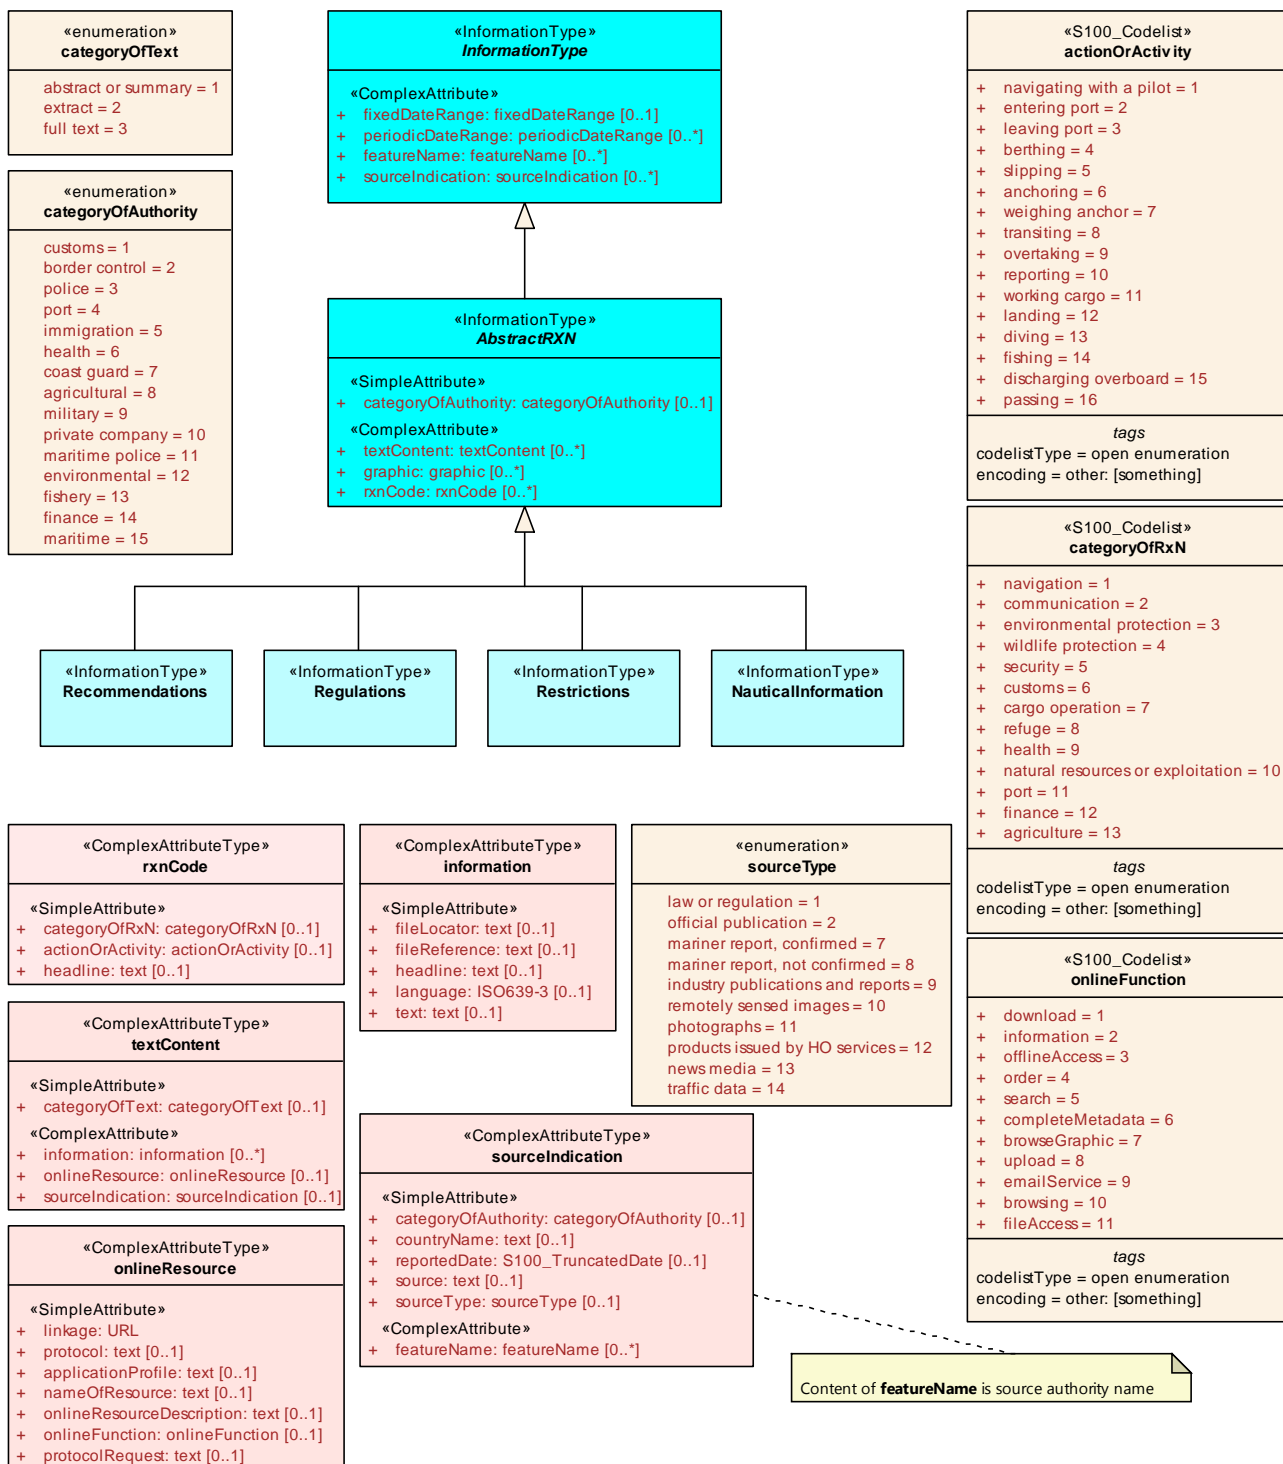 «enumeration»
categoryOfText
abstract or summary = 1
extract = 2
full text = 3
«enumeration»
categoryOfAuthority
customs = 1
border control = 2
police = 3
port = 4
immigration = 5
health = 6
coast guard = 7
agricultural = 8
military = 9
private company = 10
maritime police = 11
environmental = 12
fishery = 13
finance = 14
maritime = 15
«InformationType»
InformationType
«ComplexAttribute»
+ fixedDateRange: fixedDateRange [0..1]
+ periodicDateRange: periodicDateRange [0..*]
+ featureName: featureName [0..*]
+ sourceIndication: sourceIndication [0..*]
«InformationType»
AbstractRXN
«SimpleAttribute»
+ categoryOfAuthority: categoryOfAuthority [0..1]
«ComplexAttribute»
+ textContent: textContent [0..*]
+ graphic: graphic [0..*]
+ rxnCode: rxnCode [0..*]
«InformationType»
Recommendations
«InformationType»
Regulations
«InformationType»
Restrictions
«InformationType»
NauticalInformation
«S100_Codelist»
actionOrActivity
+ navigating with a pilot = 1
+ entering port = 2
+ leaving port = 3
+ berthing = 4
+ slipping = 5
+ anchoring = 6
+ weighing anchor = 7
+ transiting = 8
+ overtaking = 9
+ reporting = 10
+ working cargo = 11
+ landing = 12
+ diving = 13
+ fishing = 14
+ discharging overboard = 15
+ passing = 16
tags
codelistType = open enumeration
encoding = other: [something]
«S100_Codelist»
categoryOfRxN
+ navigation = 1
+ communication = 2
+ environmental protection = 3
+ wildlife protection = 4
+ security = 5
+ customs = 6
+ cargo operation = 7
+ refuge = 8
+ health = 9
+ natural resources or exploitation = 10
+ port = 11
+ finance = 12
+ agriculture = 13
tags
codelistType = open enumeration
encoding = other: [something]
«S100_Codelist»
onlineFunction
+ download = 1
+ information = 2
+ offlineAccess = 3
+ order = 4
+ search = 5
+ completeMetadata = 6
+ browseGraphic = 7
+ upload = 8
+ emailService = 9
+ browsing = 10
+ fileAccess = 11
tags
codelistType = open enumeration
encoding = other: [something]
«ComplexAttributeType»
rxnCode
«SimpleAttribute»
+ categoryOfRxN: categoryOfRxN [0..1]
+ actionOrActivity: actionOrActivity [0..1]
+ headline: text [0..1]
«ComplexAttributeType»
textContent
«SimpleAttribute»
+ categoryOfText: categoryOfText [0..1]
«ComplexAttribute»
+ information: information [0..*]
+ onlineResource: onlineResource [0..1]
+ sourceIndication: sourceIndication [0..1]
«ComplexAttributeType»
onlineResource
«SimpleAttribute»
+ linkage: URL
+ protocol: text [0..1]
+ applicationProfile: text [0..1]
+ nameOfResource: text [0..1]
+ onlineResourceDescription: text [0..1]
+ onlineFunction: onlineFunction [0..1]
+ protocolRequest: text [0..1]
«ComplexAttributeType»
information
«SimpleAttribute»
+ fileLocator: text [0..1]
+ fileReference: text [0..1]
+ headline: text [0..1]
+ language: ISO639-3 [0..1]
+ text: text [0..1]
«enumeration»
sourceType
law or regulation = 1
official publication = 2
mariner report, confirmed = 7
mariner report, not confirmed = 8
industry publications and reports = 9
remotely sensed images = 10
photographs = 11
products issued by HO services = 12
news media = 13
traffic data = 14
«ComplexAttributeType»
sourceIndication
«SimpleAttribute»
+ categoryOfAuthority: categoryOfAuthority [0..1]
+ countryName: text [0..1]
+ reportedDate: S100_TruncatedDate [0..1]
+ source: text [0..1]
+ sourceType: sourceType [0..1]
«ComplexAttribute»
+ featureName: featureName [0..*]
Content of featureName is source authority name